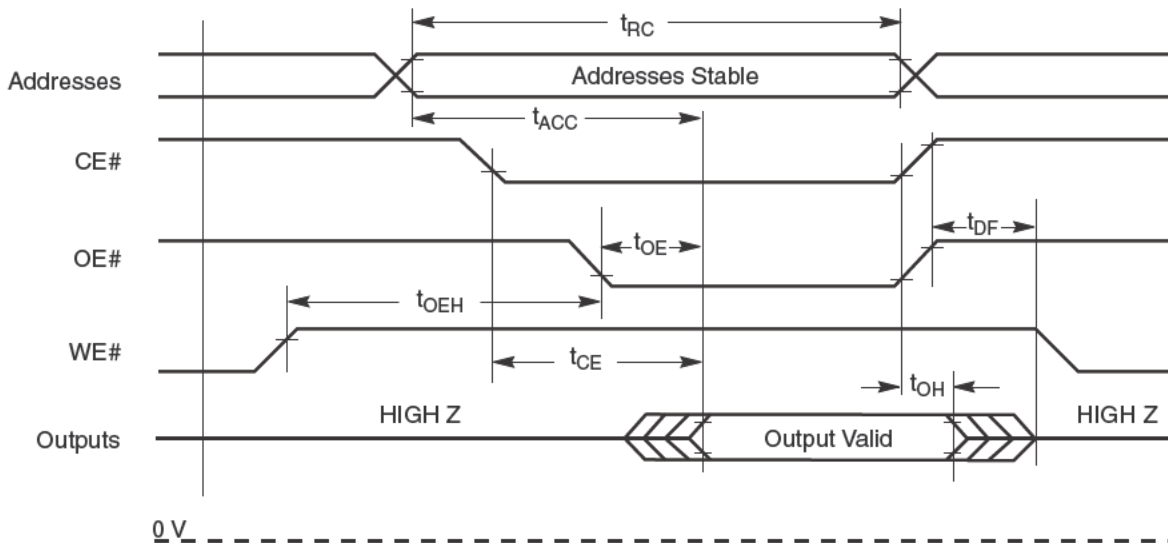 tRC
Addresses
Addresses Stable
tACC
CE#
tDF
OE#
tOE
tOEH
WE#
tCE
tOH
HIGH Z
HIGH Z
Outputs
Output Valid
0 V